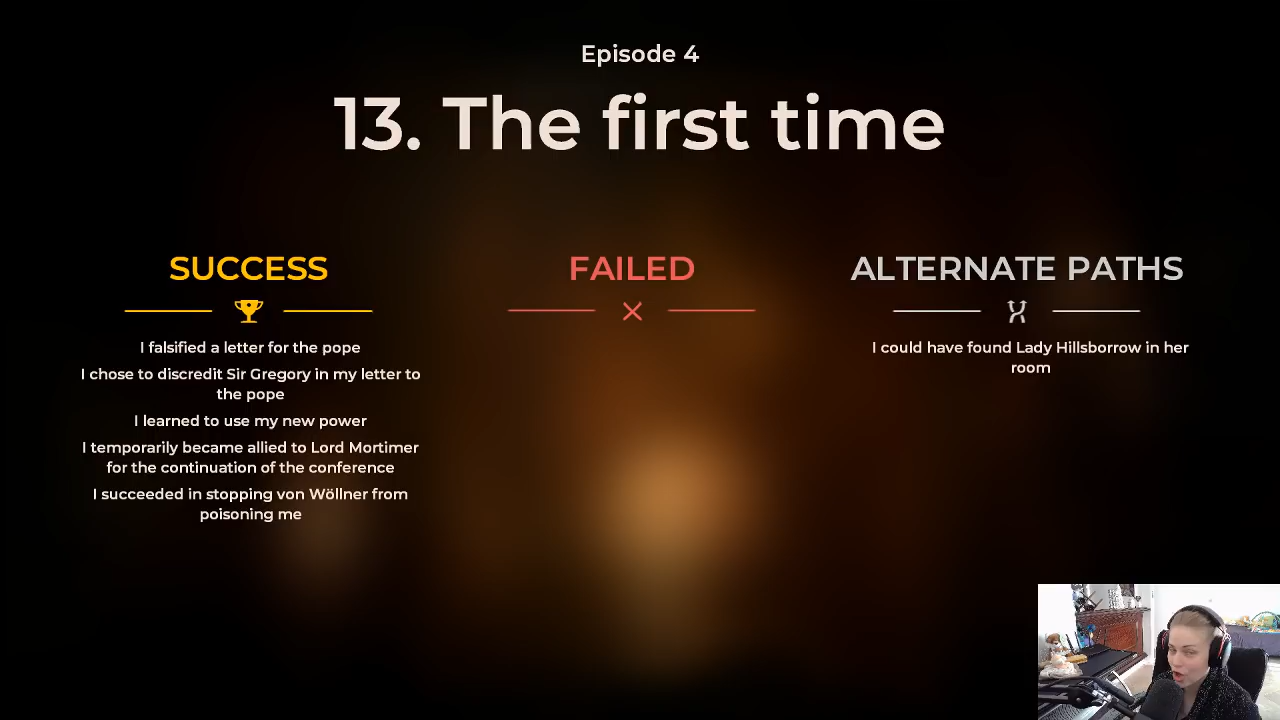 Episode 4
13. The first time
SUCCESS
I falsified a letter for the pope
I chose to discredit Sir Gregory in my letter to
the pope
I learned to use my new power
I temporarily became allied to Lord Mortimer
for the continuation of the conference
I succeeded in stopping von Wöllner from
poisoning me
FAILED
ALTERNATE PATHS
I could have found Lady Hillsborrow in her
room